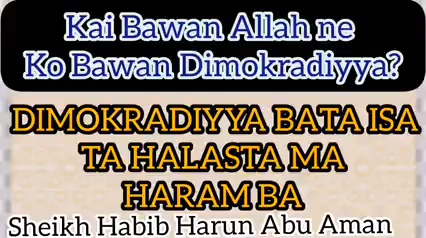 Kai Bawan Allah ne
Ko Bawan Dimokradiyya?
DIMOKRADIYYA BATA ISA
TA HALASTA MA
HARAM BA
Sheikh Habib Harun Abu Aman